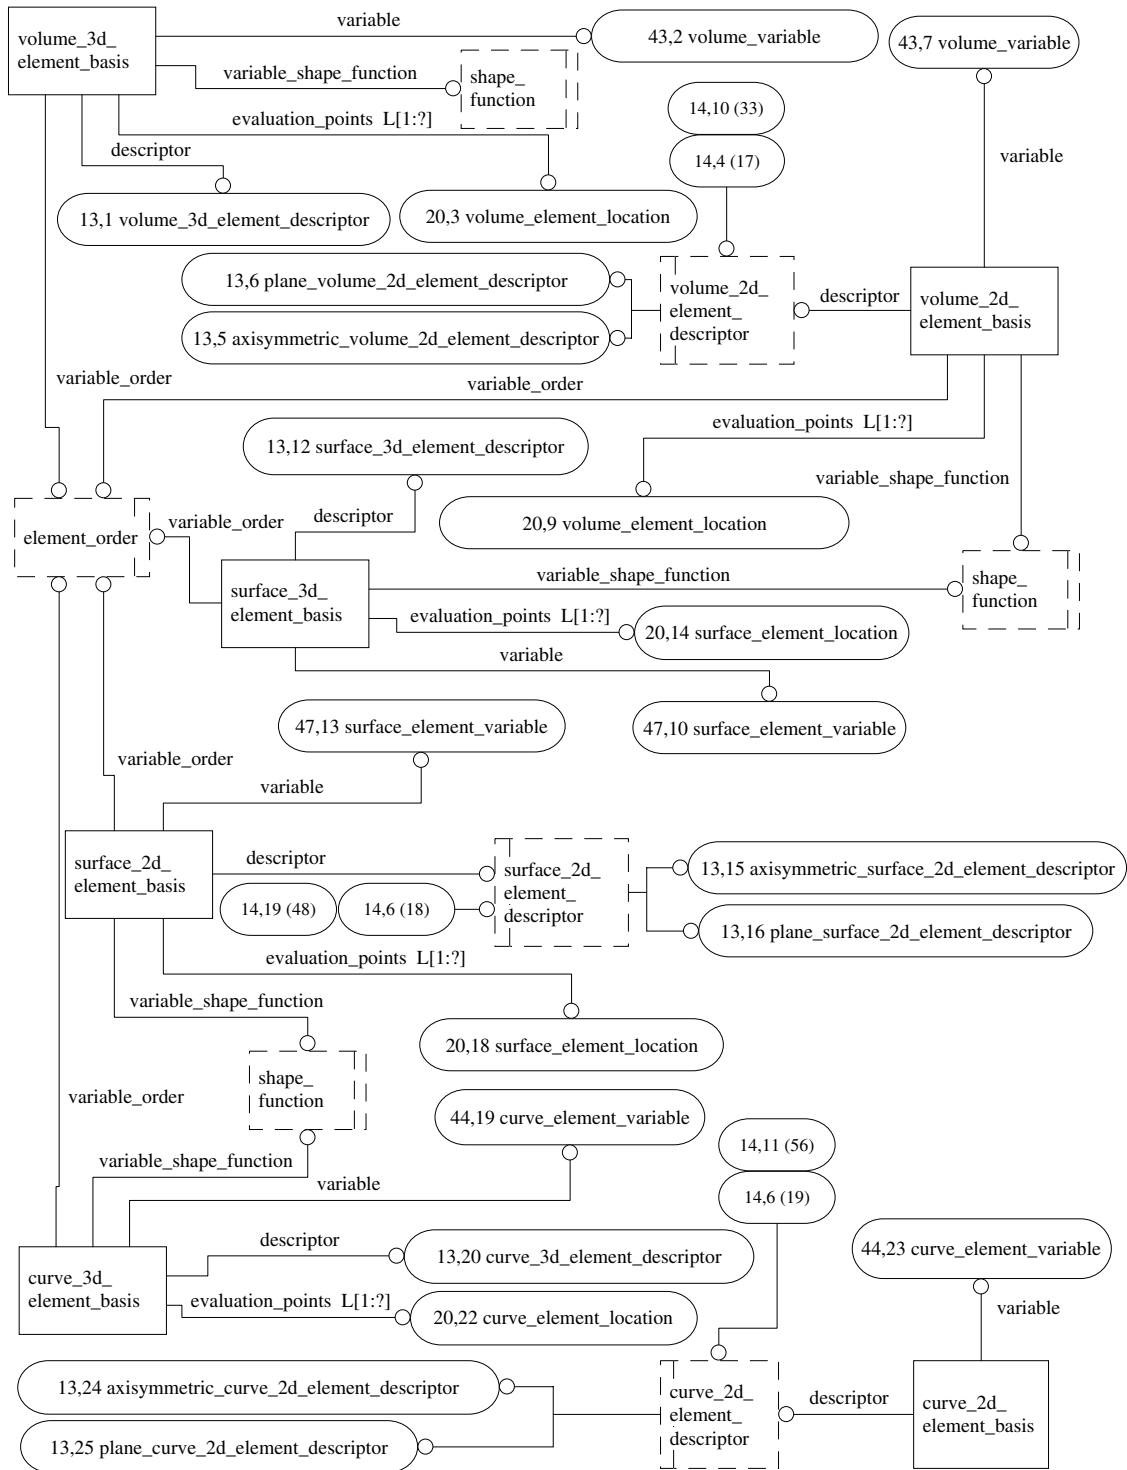 variable
volume_3d_
element_basis
43,2 volume_variable
43,7 volume_variable
variable_shape_function
shape_
function
evaluation_points L[1:?]
14,10 (33)
descriptor
14,4 (17)
variable
13,1 volume_3d_element_descriptor
20,3 volume_element_location
13,6 plane_volume_2d_element_descriptor
volume_2d_
element_
descriptor
descriptor
volume_2d_
element_basis
13,5 axisymmetric_volume_2d_element_descriptor
variable_order
variable_order
evaluation_points L[1:?]
13,12 surface_3d_element_descriptor
variable_shape_function
descriptor
20,9 volume_element_location
variable_order
element_order
variable_shape_function
shape_
function
surface_3d_
element_basis
evaluation_points L[1:?]
20,14 surface_element_location
variable
47,13 surface_element_variable
47,10 surface_element_variable
variable_order
variable
surface_2d_
element_basis
descriptor
surface_2d_
element_
descriptor
13,15 axisymmetric_surface_2d_element_descriptor
14,19 (48)
14,6 (18)
13,16 plane_surface_2d_element_descriptor
evaluation_points L[1:?]
variable_shape_function
20,18 surface_element_location
shape_
function
variable_order
44,19 curve_element_variable
14,11 (56)
variable_shape_function
variable
14,6 (19)
descriptor
13,20 curve_3d_element_descriptor
44,23 curve_element_variable
curve_3d_
element_basis
evaluation_points L[1:?]
20,22 curve_element_location
variable
13,24 axisymmetric_curve_2d_element_descriptor
curve_2d_
element_
descriptor
descriptor
curve_2d_
element_basis
13,25 plane_curve_2d_element_descriptor